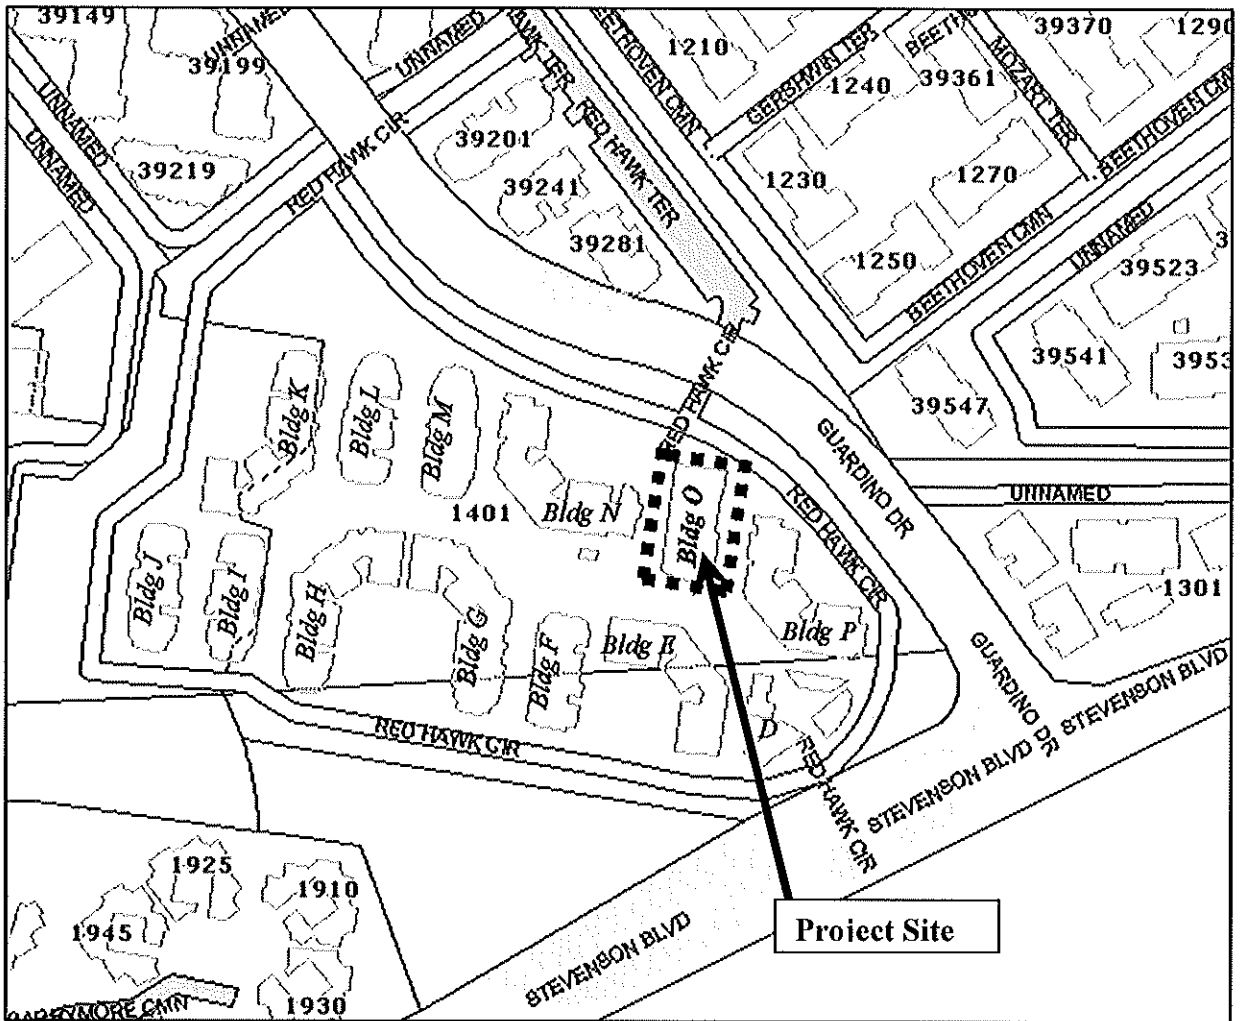 39149
UNNAMED
UNNAMED
HAWK TER
BEETHOVEN CMN
1210
GERSHWIN TER
39370
1290
39199
1240
39361
MOZART TER
UNNAMED
UNNAMED
RED HAWK CIR
39201
RED HAWK TER
BEETHOVEN CMN
39219
39241
1230
1270
39281
1250
BEETHOVEN CMN
UNNAMED
39523
39541
RED HAWK CIR
39547
GUARDINO DR
Bldg K
Bldg L
Bldg M
1401
Bldg N
Bldg O
RED HAWK CIR
UNNAMED
1301
Bldg J
Bldg I
Bldg H
Bldg G
Bldg F
Bldg E
Bldg P
D
GUARDINO DR
STEVENSON BLVD
RED HAWK CIR
RED HAWK CIR
STEVENSON BLVD
1925
1910
1945
1930
STEVENSON BLVD
Project Site